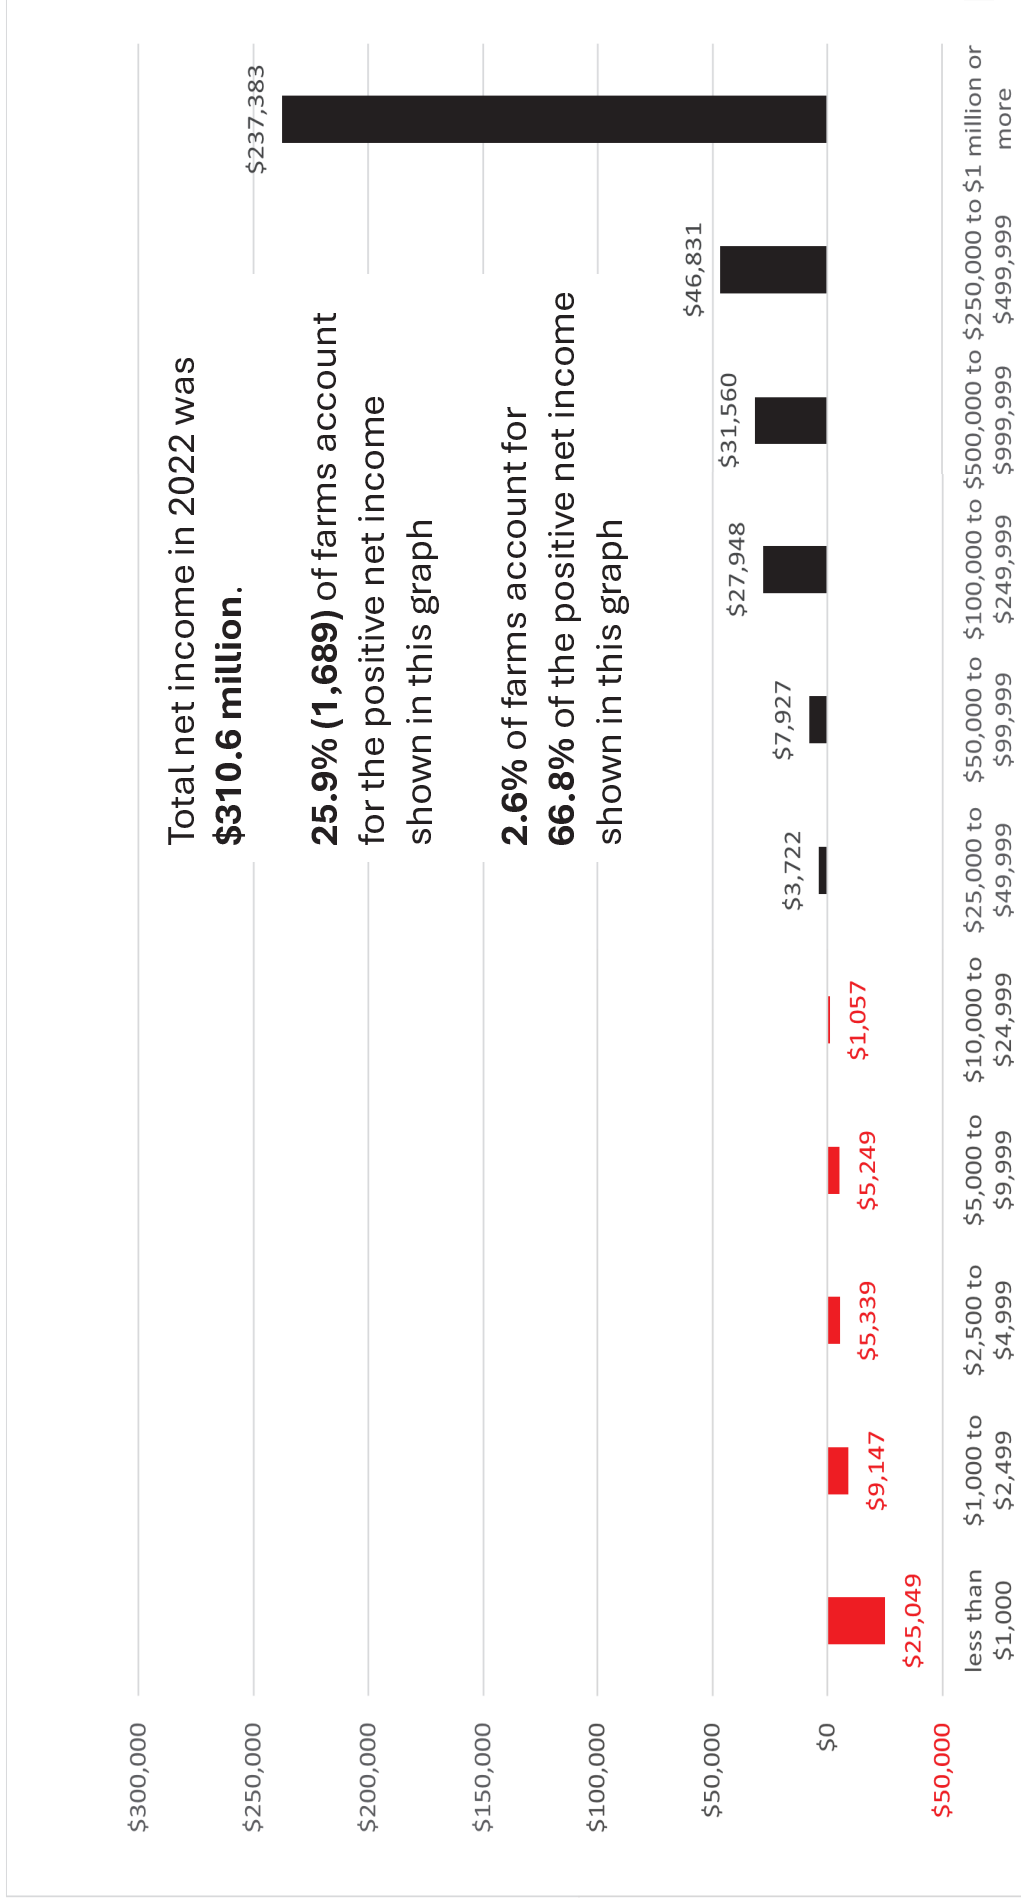 $300,000
$250,000
$200,000
$150,000
$100,000
$50,000
$0
$50,000
Total net income in 2022 was
$310.6 million.
25.9% (1,689) of farms account
for the positive net income
shown in this graph
2.6% of farms account for
66.8% of the positive net income
shown in this graph
$25,049
$9,147
$5,339
$5,249
$1,057
$3,722
$7,927
$27,948
$31,560
$46,831
$237,383
less than
$1,000
$1,000 to
$2,499
$2,500 to
$4,999
$5,000 to
$9,999
$10,000 to
$24,999
$25,000 to
$49,999
$50,000 to
$99,999
$100,000 to
$249,999
$500,000 to
$999,999
$250,000 to
$499,999
$1 million or
more